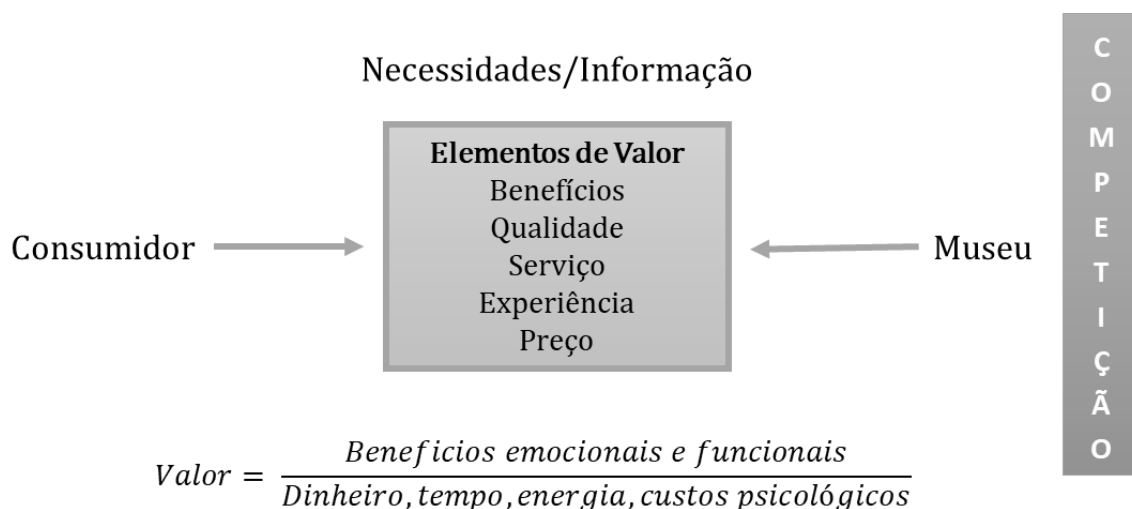 Necessidades/Informação
Elementos de Valor
Benefícios
Qualidade
Serviço
Experiência
Preço
Consumidor
Museu
COMPETIÇÃO
Valor = Beneficios emocionais e funcionais
Dinheiro, tempo, energia, custos psicológicos